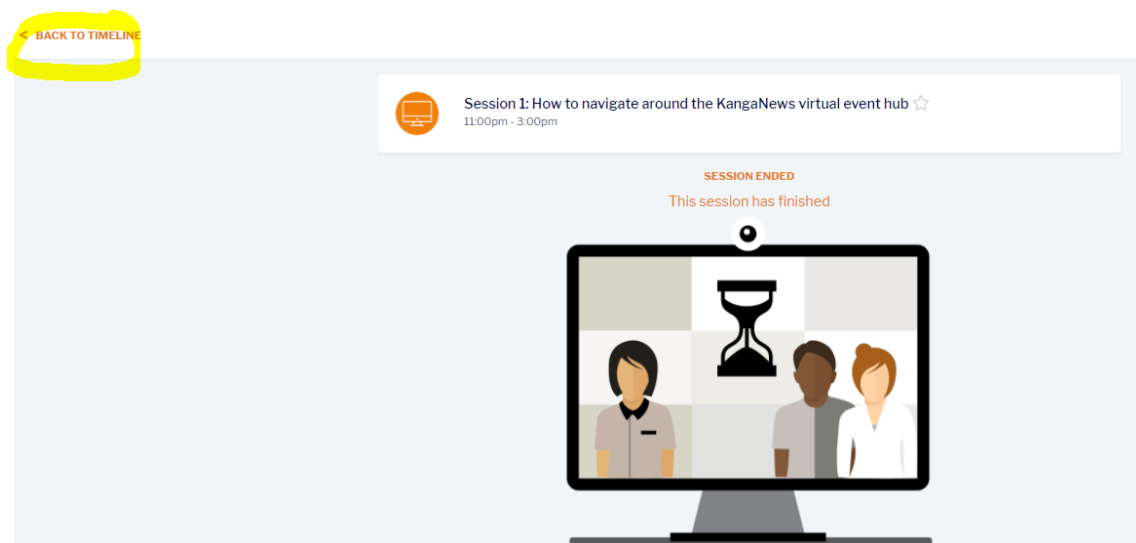 < BACK TO TIMELINE
Session 1: How to navigate around the KangaNews virtual event hub
11:00pm - 3:00pm
SESSION ENDED
This session has finished